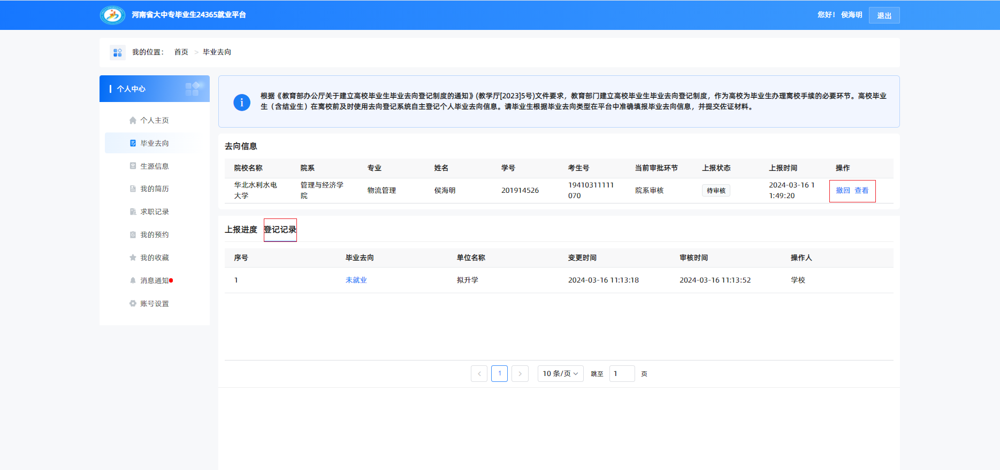 河南省大中专毕业生24365就业平台
您好！ 侯海明
退出
我的位置： 首页 > 毕业去向
个人中心
个人主页
毕业去向
生源信息
我的简历
求职记录
我的预约
我的收藏
消息通知
账号设置
根据《教育部办公厅关于建立高校毕业生毕业去向登记制度的通知》(教学厅[2023]5号)文件要求，教育部门建立高校毕业生毕业去向登记制度，作为高校为毕业生办理离校手续的必要环节。高校毕业
生（含结业生）在离校前及时使用去向登记系统自主登记个人毕业去向信息。请毕业生根据毕业去向类型在平台中准确填报毕业去向信息，并提交佐证材料。
去向信息
院校名称 院系 专业 姓名 学号 考生号 当前审批环节 上报状态 上报时间 操作
华北水利水电 管理与经济学 19410311111 2024-03-16 1
物流管理 侯海明 201914526 院系审核 待审核 撤回 查看
大学 院 070 1:49:20
上报进度 登记记录
序号 毕业去向 单位名称 变更时间 审核时间 操作人
1 未就业 拟升学 2024-03-16 11:13:18 2024-03-16 11:13:52 学校
< 1 > 10 条/页 跳至 1 页